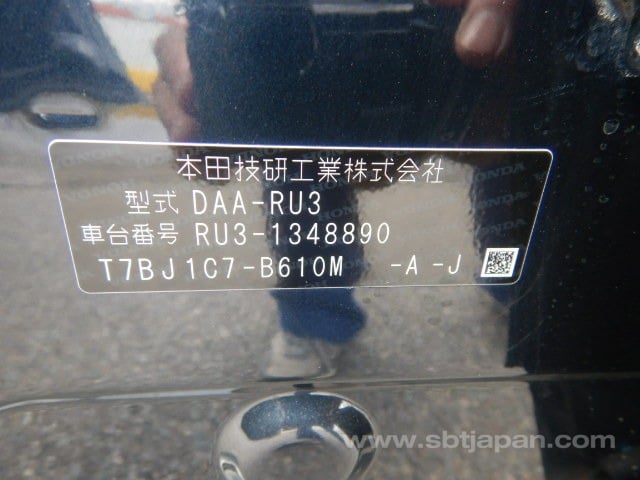 本田技研工業株式会社
型式 DAA-RU3
車台番号 RU3-1348890
T7BJ1C7-B610M -A -J
www.sbtjapan.com